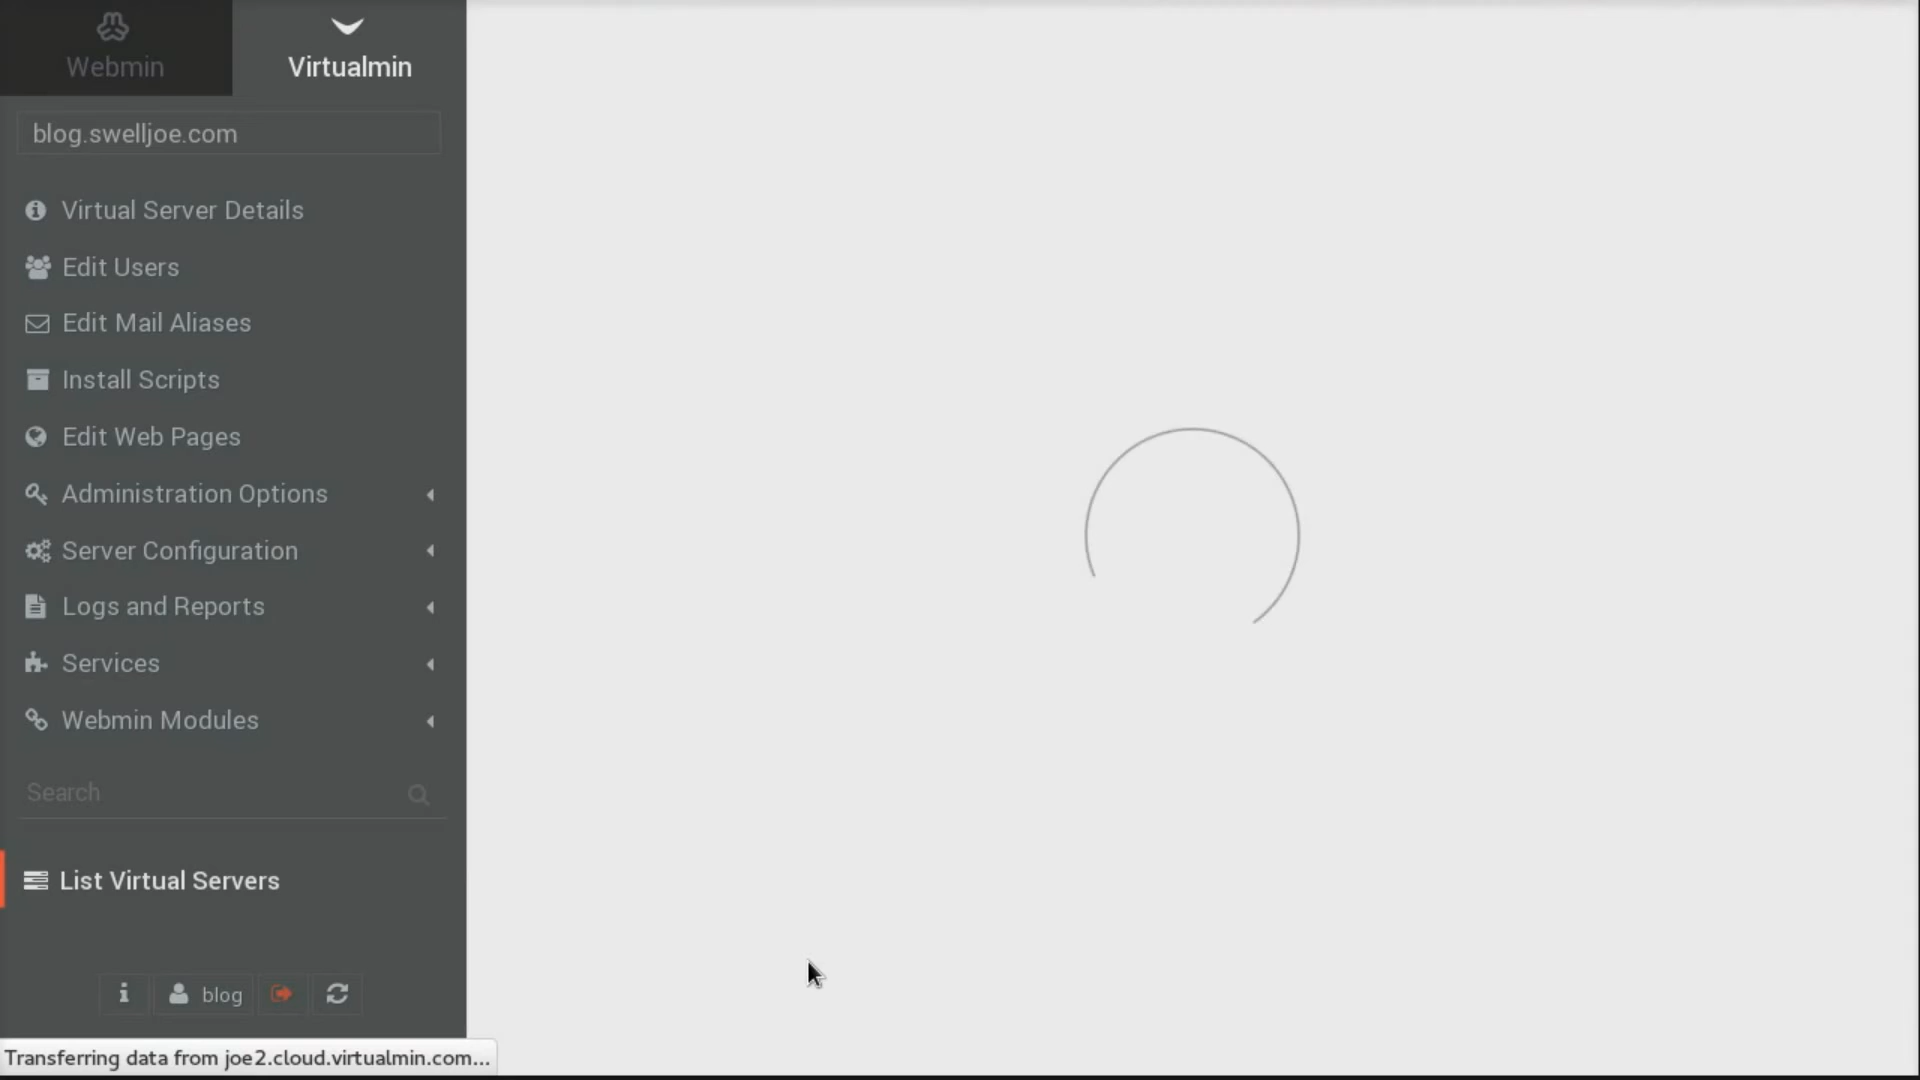 Webmin
Virtualmin
blog.swelljoe.com
Virtual Server Details
Edit Users
Edit Mail Aliases
Install Scripts
Edit Web Pages
Administration Options
Server Configuration
Logs and Reports
Services
Webmin Modules
Search
List Virtual Servers
blog
Transferring data from joe2.cloud.virtualmin.com...